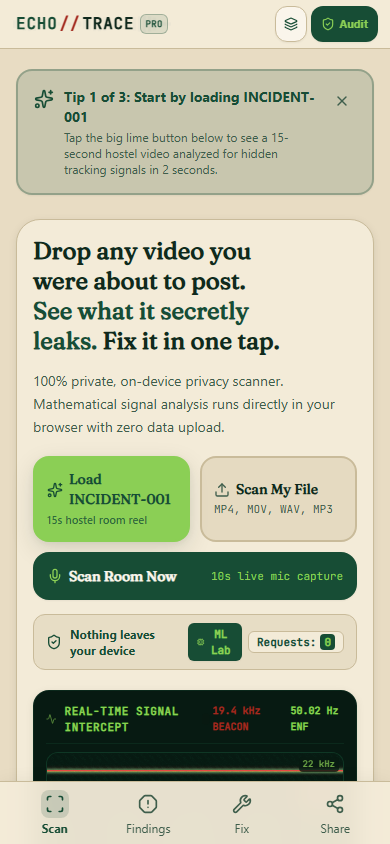 ECHO//TRACE PRO
Audit
Tip 1 of 3: Start by loading INCIDENT-
001
Tap the big lime button below to see a 15-
second hostel video analyzed for hidden
tracking signals in 2 seconds.
Drop any video you
were about to post.
See what it secretly
leaks. Fix it in one tap.
100% private, on-device privacy scanner.
Mathematical signal analysis runs directly in your
browser with zero data upload.
Load
INCIDENT-001
15s hostel room reel
Scan My File
MP4, MOV, WAV, MP3
Scan Room Now
10s live mic capture
Nothing leaves
your device
ML
Lab
Requests: 0
REAL-TIME SIGNAL
INTERCEPT
19.4 kHz
BEACON
50.02 Hz
ENF
22 kHz
Scan
Findings
Fix
Share